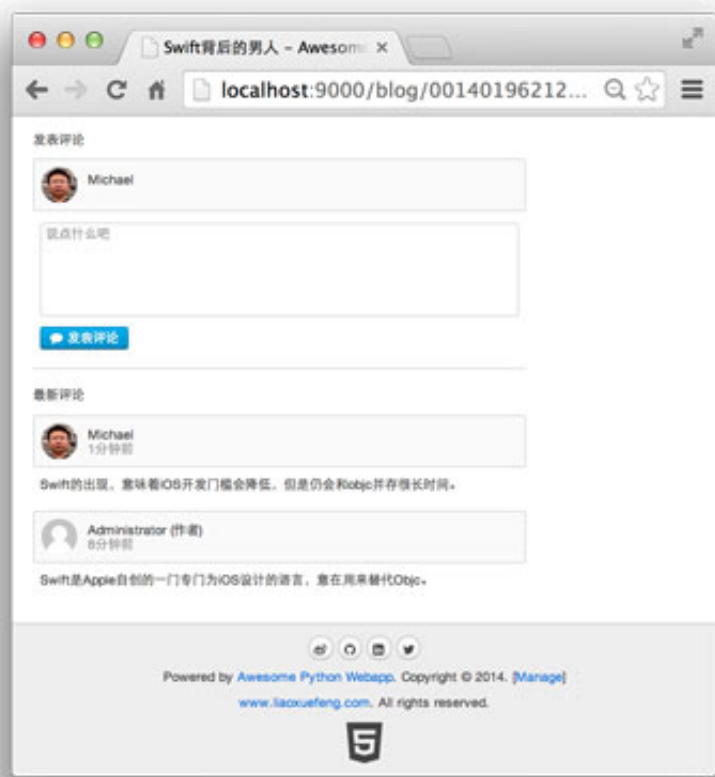 Swift背后的男人 - Awesom
localhost:9000/blog/00140196212...
发表评论
Michael
说点什么吧
发表评论
最新评论
Michael
1分钟前
Swift的出现，意味着iOS开发门槛会降低，但是仍会和objc并存很长时间。
Administrator (作者)
8分钟前
Swift是Apple自创的一门专门为iOS设计的语言，意在用来替代Objc。
Powered by Awesome Python Webapp. Copyright © 2014. [Manage]
www.liaoxuefeng.com. All rights reserved.